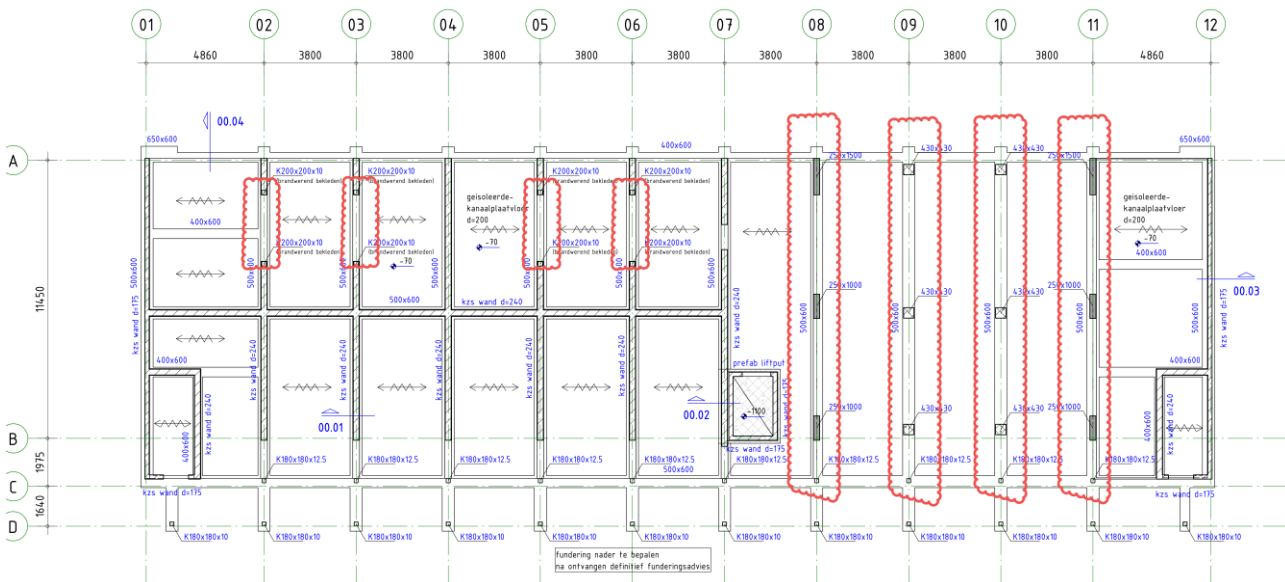 01 02 03 04 05 06 07 08 09 10 11 12
4860 3800 3800 3800 3800 3800 3800 3800 3800 3800 4860
00.04
650x600 400x600 650x600
A
K200x200x10 K200x200x10 K200x200x10 K200x200x10 250x1500 430x430 430x430 250x1500
(brandwerend bekleden) (brandwerend bekleden) (brandwerend bekleden) (brandwerend bekleden)
geisoleerde-
kanaalplaatvloer
d=200
geisoleerde-
kanaalplaatvloer
d=200
400x600
-70
-70
400x600
K200x200x10 K200x200x10 K200x200x10 K200x200x10
(brandwerend bekleden) (brandwerend bekleden) (brandwerend bekleden) (brandwerend bekleden)
-70
500x600 500x600 500x600 500x600 500x600 500x600
00.03
11450
kzs wand d=175
500x600
kzs wand d=240
250x1000 430x430 430x430 250x1000
kzs wand d=240
500x600 500x600 500x600 500x600
kzs wand d=175
400x600
prefab liftput
400x600
kzs wand d=240 kzs wand d=240 kzs wand d=240 kzs wand d=240 kzs wand d=240 kzs wand d=240
kzs wand d=175
-1100
00.01
00.02
250x1000 430x430 430x430 250x1000
400x600
kzs wand d=240
B
kzs wand d=175
1975
K180x180x12.5 K180x180x12.5 K180x180x12.5 K180x180x12.5 K180x180x12.5 K180x180x12.5 K180x180x12.5 K180x180x12.5 K180x180x12.5 K180x180x12.5
500x600
400x600
C
kzs wand d=175
kzs wand d=175
1640
D
K180x180x10 K180x180x10 K180x180x10 K180x180x10 K180x180x10 K180x180x10 K180x180x10 K180x180x10 K180x180x10 K180x180x10 K180x180x10 K180x180x10
fundering nader te bepalen
na ontvangen definitief funderingsadvies